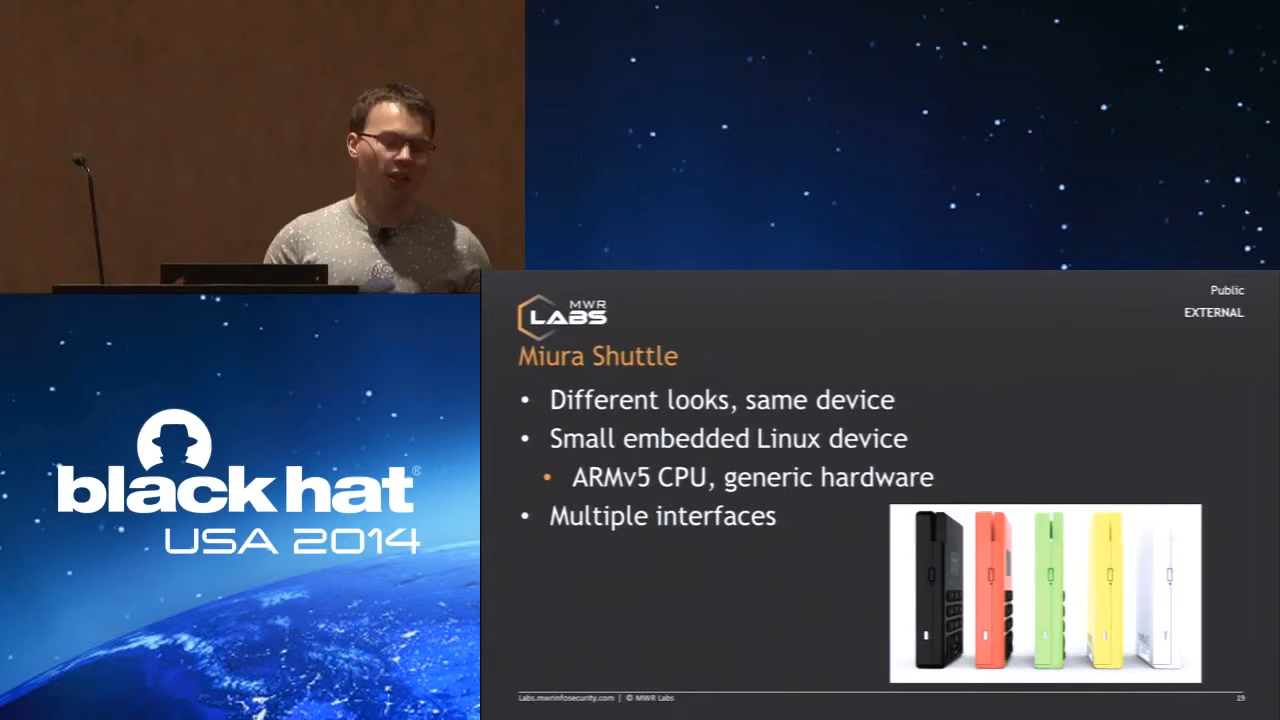 Public
EXTERNAL
MWR
LABS
Miura Shuttle
• Different looks, same device
• Small embedded Linux device
• ARMv5 CPU, generic hardware
• Multiple interfaces
Labs.mwrinfosecurity.com | © MWR Labs
19
black hat®
USA 2014